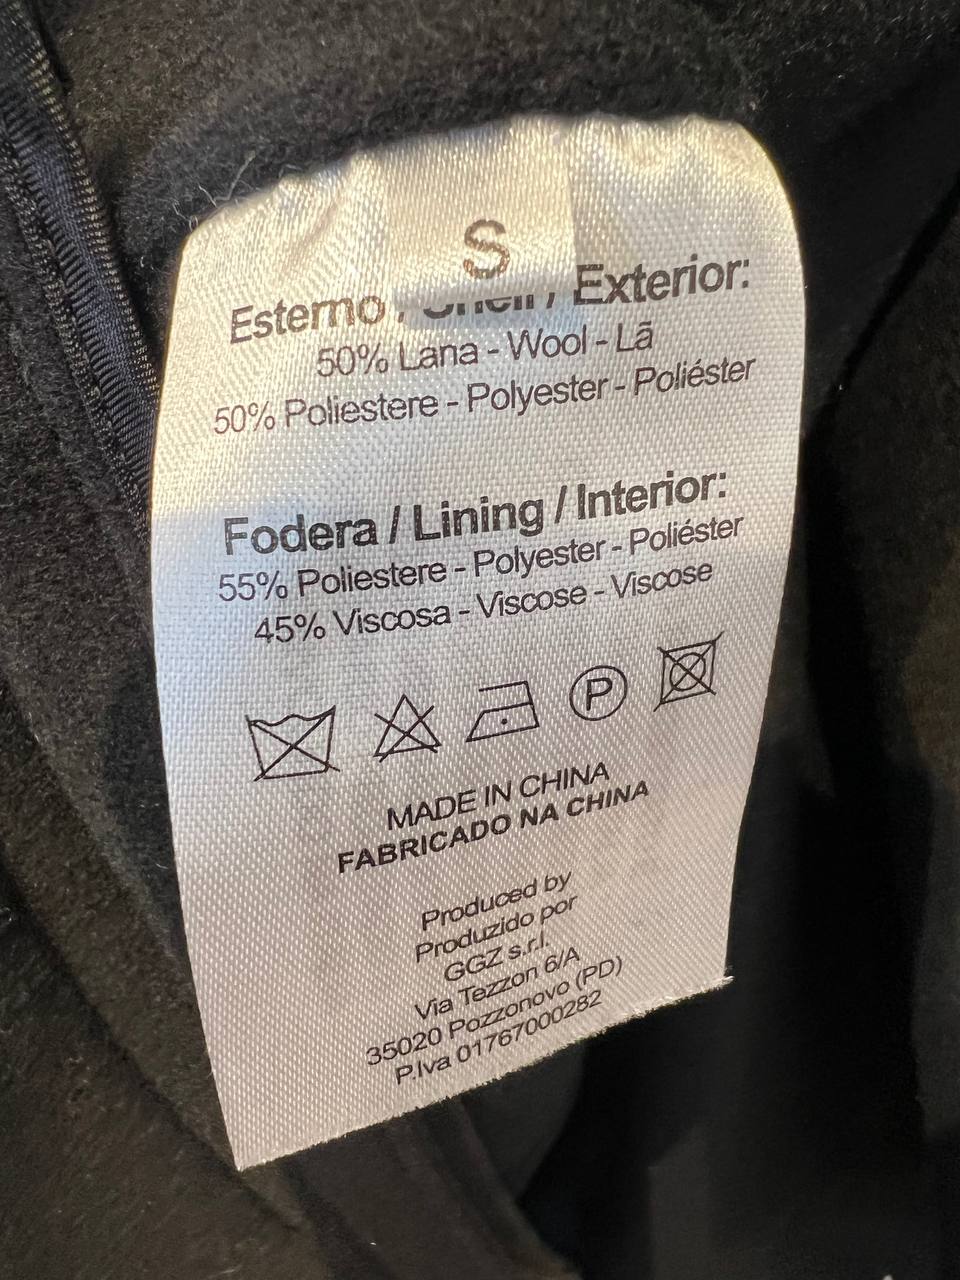 S
Esterno / Shell / Exterior:
50% Lana - Wool - Lã
50% Poliestere - Polyester - Poliéster
Fodera / Lining / Interior:
55% Poliestere - Polyester - Poliéster
45% Viscosa - Viscose - Viscose
P
MADE IN CHINA
FABRICADO NA CHINA
Produced by
Produzido por
GGZ s.r.l.
Via Tezzon 6/A
35020 Pozzonovo (PD)
P.Iva 01767000282